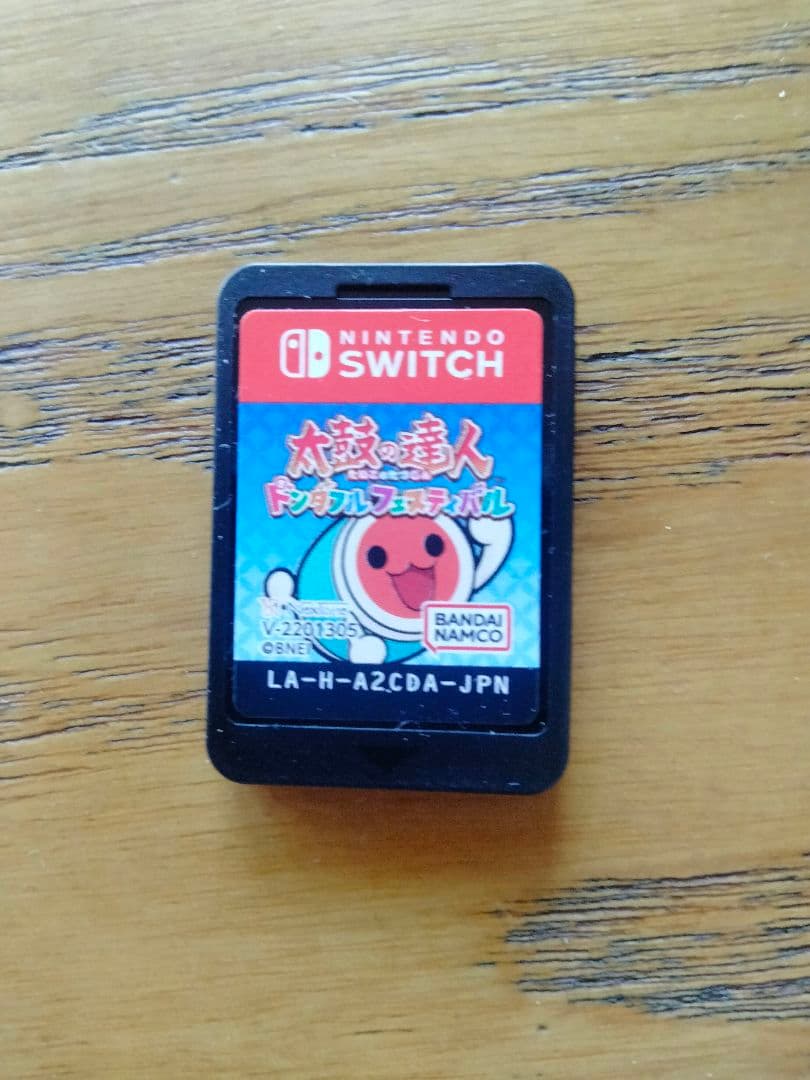 NINTENDO
SWITCH
太鼓の達人
ドンダフルフェスティバル
NexTone
V-2201305
©BNEI
BANDAI
NAMCO
LA-H-A2CDA-JPN